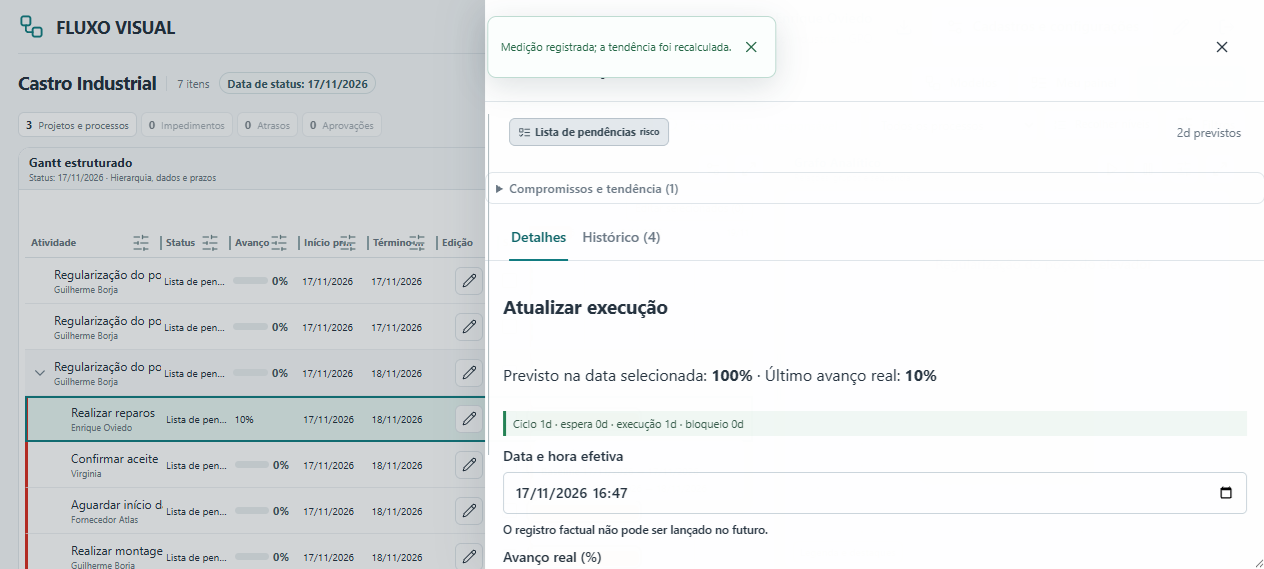 FLUXO VISUAL
Castro Industrial
7 itens
Data de status: 17/11/2026
3 Projetos e processos
0 Impedimentos
0 Atrasos
0 Aprovações
Gantt estruturado
Status: 17/11/2026 · Hierarquia, dados e prazos
Atividade Status Avanço Início Término Edição
Regularização do po Lista de pen... 0% 17/11/2026 17/11/2026
Guilherme Borja
Regularização do po Lista de pen... 0% 17/11/2026 17/11/2026
Guilherme Borja
Regularização do po Lista de pen... 0% 17/11/2026 18/11/2026
Guilherme Borja
Realizar reparos Lista de pen... 10% 17/11/2026 18/11/2026
Enrique Oviedo
Confirmar aceite Lista de pen... 0% 17/11/2026 18/11/2026
Virginia
Aguardar início d Lista de pen... 0% 17/11/2026 18/11/2026
Fornecedor Atlas
Realizar montage Lista de pen... 0% 17/11/2026 18/11/2026
Guilherme Borja
Medição registrada; a tendência foi recalculada.
Lista de pendências risco
2d previstos
Compromissos e tendência (1)
Detalhes
Histórico (4)
Atualizar execução
Previsto na data selecionada: 100% · Último avanço real: 10%
Ciclo 1d · espera 0d · execução 1d · bloqueio 0d
Data e hora efetiva
17/11/2026 16:47
O registro factual não pode ser lançado no futuro.
Avanço real (%)